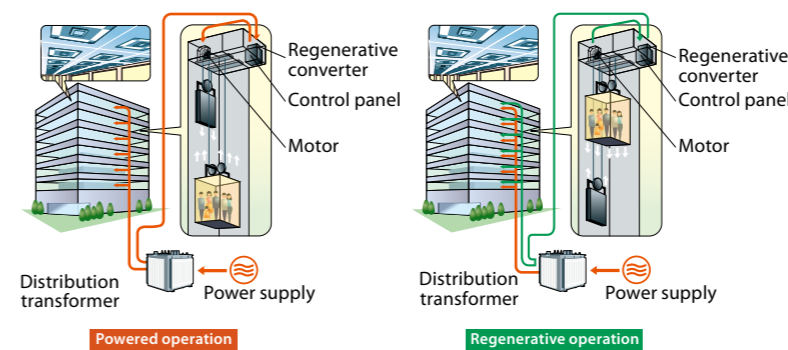 Regenerative
converter
Control panel
Motor
Distribution
transformer
Power supply
Powered operation
Regenerative
converter
Control panel
Motor
Distribution
transformer
Power supply
Regenerative operation